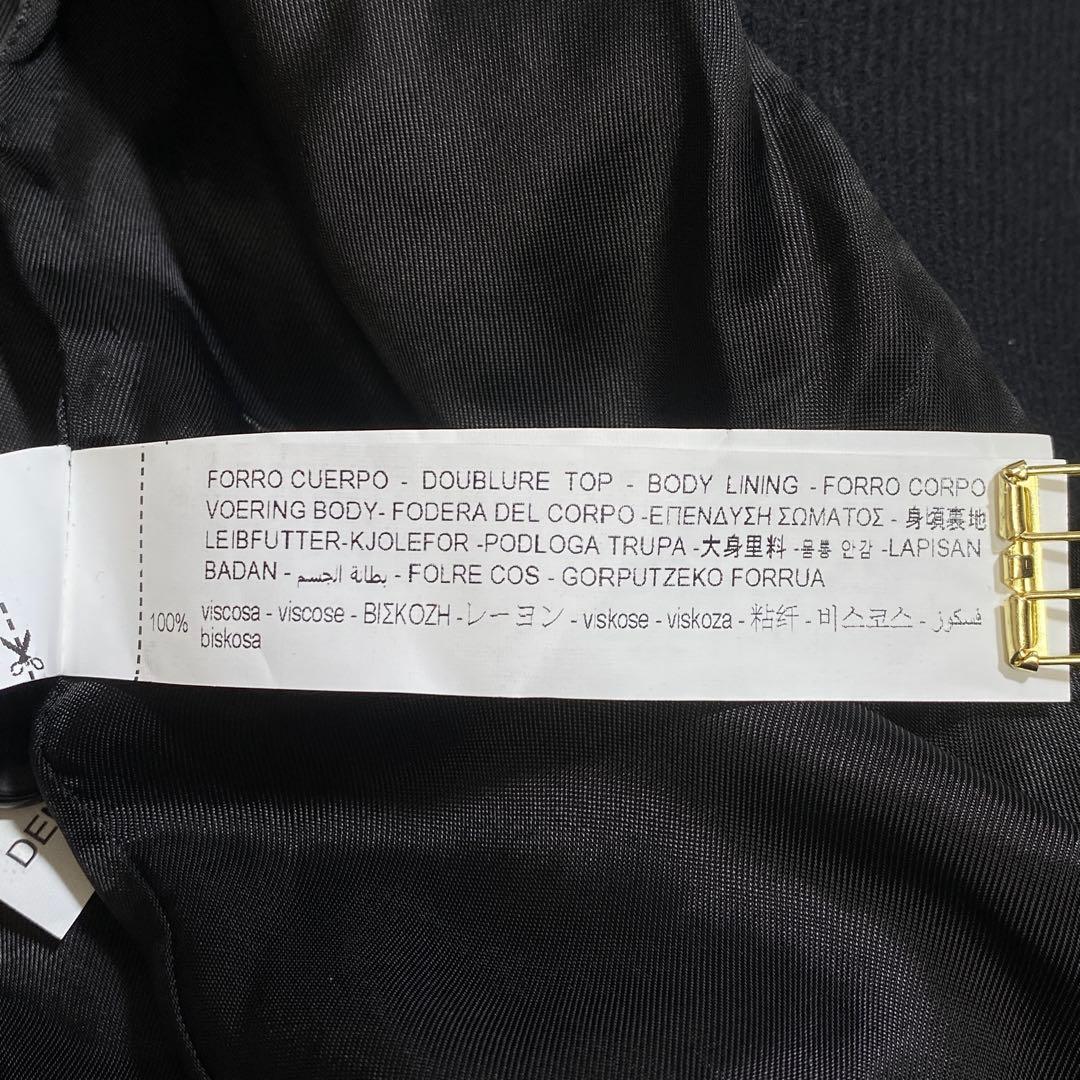 FORRO CUERPO - DOUBLURE TOP - BODY LINING - FORRO CORPO
VOERING BODY- FODERA DEL CORPO -ΕΠΕΝΔΥΣΗ ΣΩΜΑΤΟΣ - 身頃裏地
LEIBFUTTER-KJOLEFOR -PODLOGA TRUPA -大身里料 -몸통 안감 -LAPISAN
BADAN - بطانة الجسم - FOLRE COS - GORPUTZEKO FORRUA
100% viscosa - viscose - ΒΙΣΚΟΖΗ -レーヨン - viskose - viskoza - 粘纤 - 비스코스 - فسكوز
biskosa